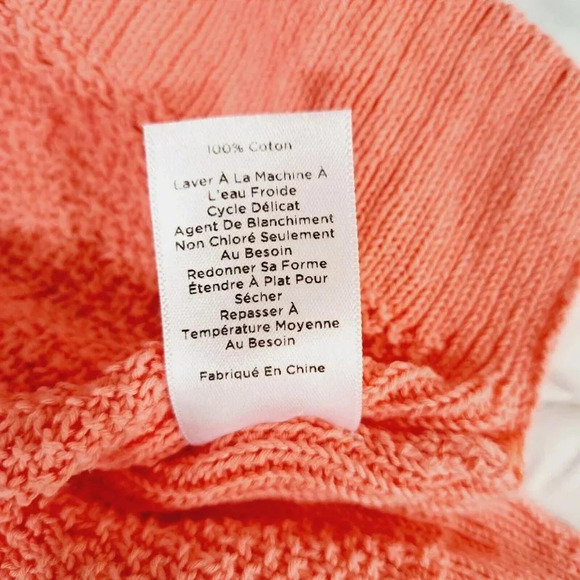 100% Coton
Laver À La Machine À
L'eau Froide
Cycle Délicat
Agent De Blanchiment
Non Chloré Seulement
Au Besoin
Redonner Sa Forme
Étendre À Plat Pour
Sécher
Repasser À
Température Moyenne
Au Besoin
Fabriqué En Chine